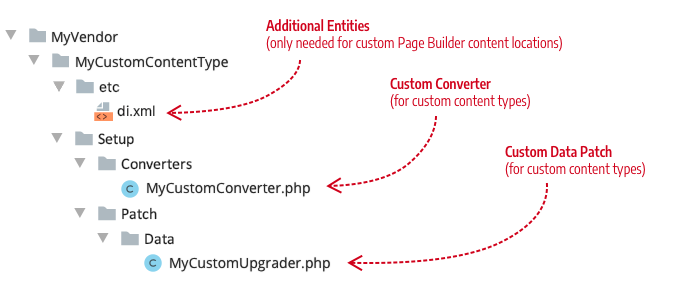 Additional Entities
(only needed for custom Page Builder content locations)
MyVendor
MyCustomContentType
etc
Custom Converter
(for custom content types)
<> di.xml
Setup
Custom Data Patch
(for custom content types)
Converters
C MyCustomConverter.php
Patch
Data
C MyCustomUpgrader.php